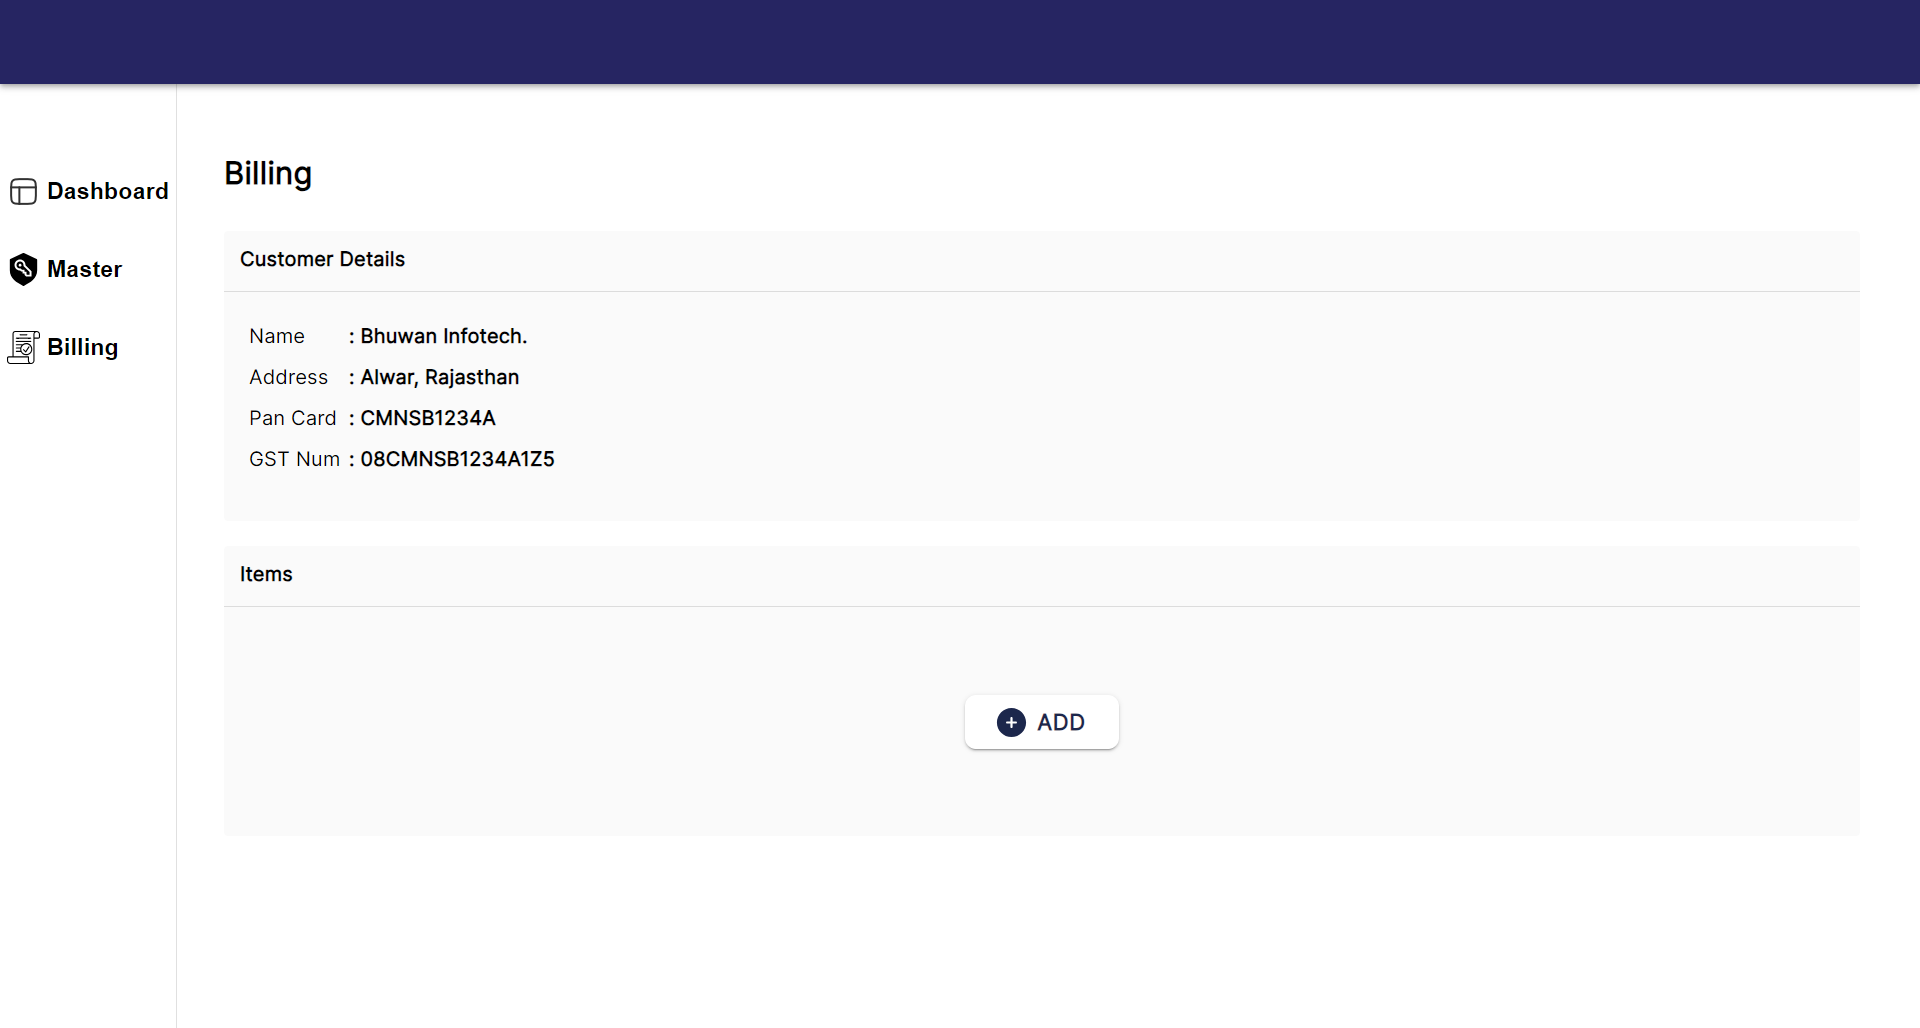 Dashboard
Master
Billing
Billing
Customer Details
Name : Bhuwan Infotech.
Address : Alwar, Rajasthan
Pan Card : CMNSB1234A
GST Num : 08CMNSB1234A1Z5
Items
ADD